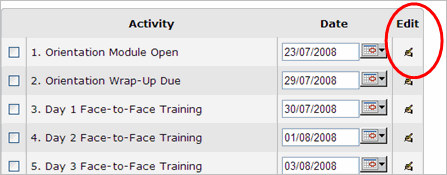 Activity Date Edit
1. Orientation Module Open 23/07/2008
2. Orientation Wrap-Up Due 29/07/2008
3. Day 1 Face-to-Face Training 30/07/2008
4. Day 2 Face-to-Face Training 01/08/2008
5. Day 3 Face-to-Face Training 03/08/2008